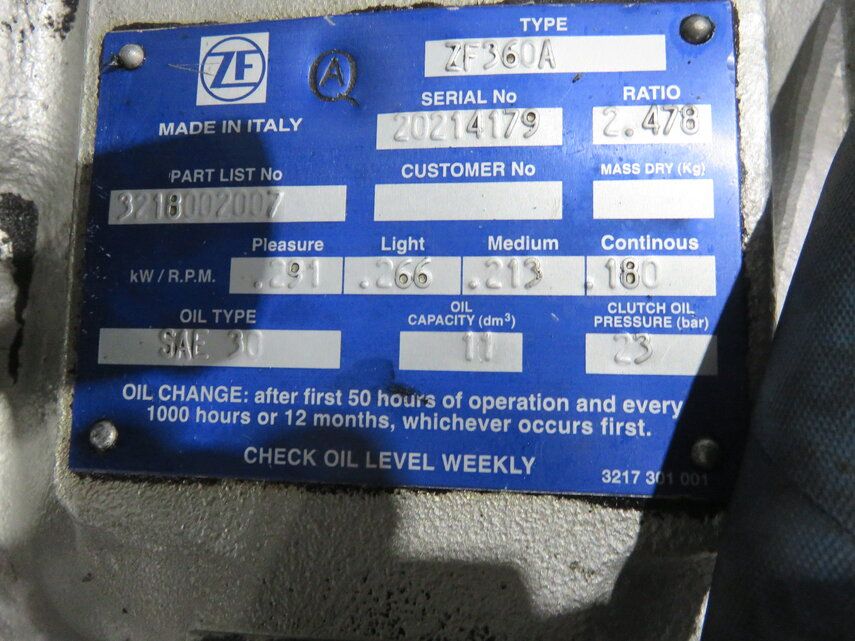 TYPE
ZF
A
ZF360A
SERIAL No
RATIO
MADE IN ITALY
20214179
2.478
PART LIST No
CUSTOMER No
MASS DRY (Kg)
3218002007
Pleasure Light Medium Continous
kW / R.P.M. .291 .266 .213 .180
OIL TYPE
OIL
CAPACITY (dm³)
CLUTCH OIL
PRESSURE (bar)
SAE 30
11
23
OIL CHANGE: after first 50 hours of operation and every
1000 hours or 12 months, whichever occurs first.
CHECK OIL LEVEL WEEKLY
3217 301 001